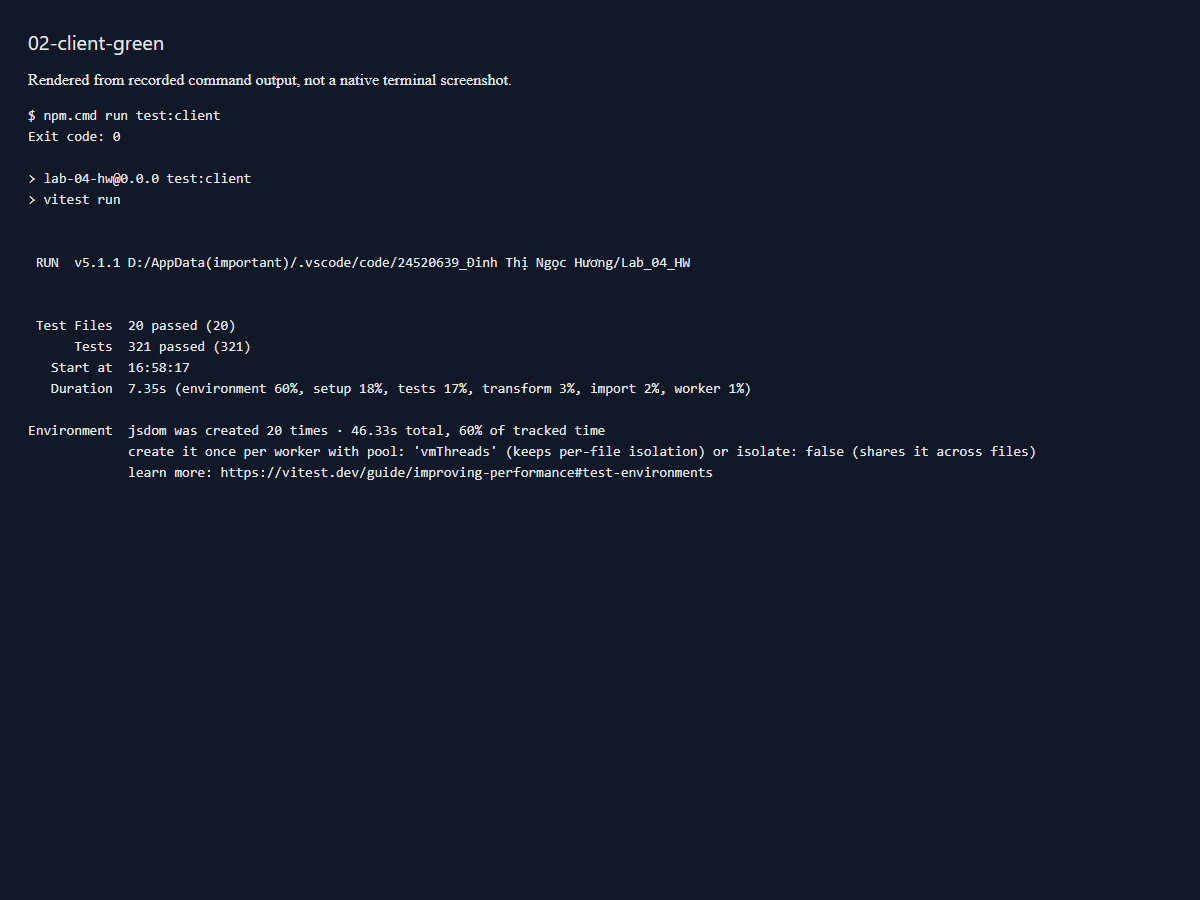 02-client-green
Rendered from recorded command output, not a native terminal screenshot.
$ npm.cmd run test:client
Exit code: 0
> lab-04-hw@0.0.0 test:client
> vitest run
RUN  v5.1.1 D:/AppData(important)/.vscode/code/24520639_Đinh Thị Ngọc Hương/Lab_04_HW
Test Files  20 passed (20)
Tests  321 passed (321)
Start at  16:58:17
Duration  7.35s (environment 60%, setup 18%, tests 17%, transform 3%, import 2%, worker 1%)
Environment  jsdom was created 20 times · 46.33s total, 60% of tracked time
create it once per worker with pool: 'vmThreads' (keeps per-file isolation) or isolate: false (shares it across files)
learn more: https://vitest.dev/guide/improving-performance#test-environments